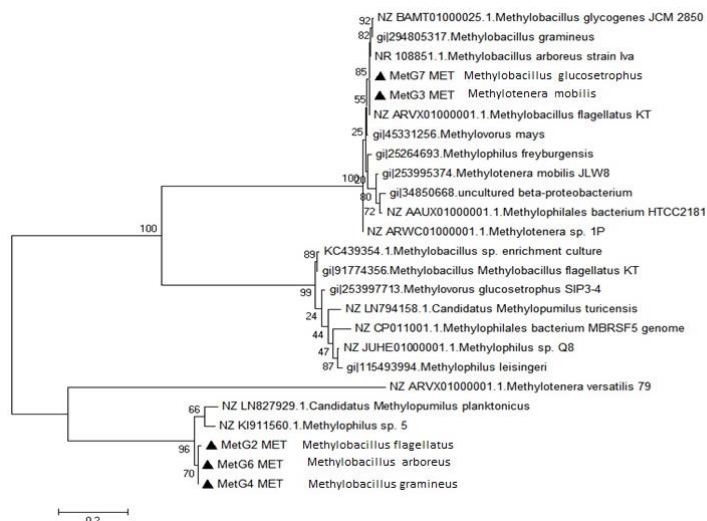 92
NZ BAMT01000025.1.Methylobacillus glycogenes JCM 2850
82
gi|294805317.Methylobacillus gramineus
NR 108851.1.Methylobacillus arboreus strain Iva
85
▲ MetG7 MET Methylobacillus glucosetrophus
55
▲ MetG3 MET Methylotenera mobilis
NZ ARVX01000001.1.Methylobacillus flagellatus KT
25
gi|45331256.Methylovorus mays
gi|25264693.Methylophilus freyburgensis
100
gi|253995374.Methylotenera mobilis JLW8
80
gi|34850668.uncultured beta-proteobacterium
72
NZ AAUX01000001.1.Methylophilales bacterium HTCC2181
NZ ARWC01000001.1.Methylotenera sp. 1P
100
89
KC439354.1.Methylobacillus sp. enrichment culture
gi|91774356.Methylobacillus Methylobacillus flagellatus KT
99
gi|253997713.Methylovorus glucosetrophus SIP3-4
24
NZ LN794158.1.Candidatus Methylopumilus turicensis
44
NZ CP011001.1.Methylophilales bacterium MBRSF5 genome
47
NZ JUHE01000001.1.Methylophilus sp. Q8
87
gi|115493994.Methylophilus leisingeri
NZ ARVX01000001.1.Methylotenera versatilis 79
66
NZ LN827929.1.Candidatus Methylopumilus planktonicus
NZ KI911560.1.Methylophilus sp. 5
96
▲ MetG2 MET Methylobacillus flagellatus
▲ MetG6 MET Methylobacillus arboreus
70
▲ MetG4 MET Methylobacillus gramineus
0.2